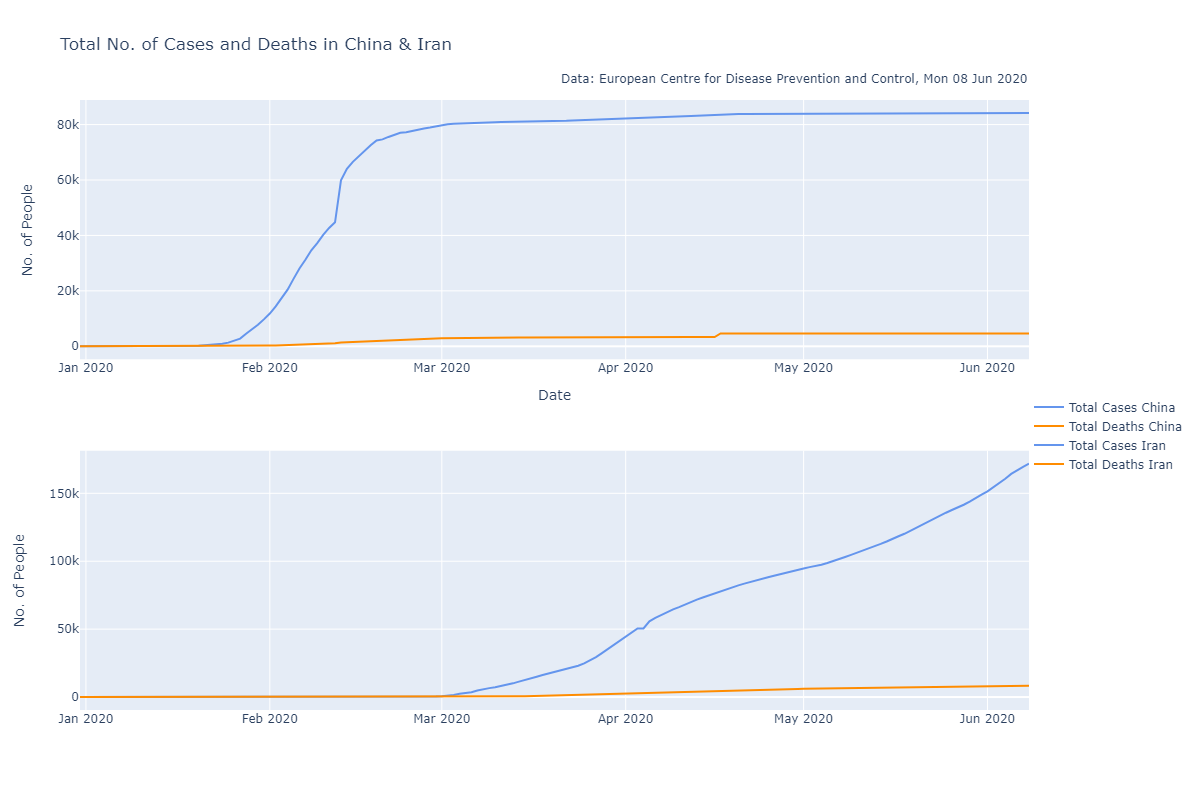 Total No. of Cases and Deaths in China & Iran
Data: European Centre for Disease Prevention and Control, Mon 08 Jun 2020
No. of People
80k
60k
40k
20k
0
Jan 2020 Feb 2020 Mar 2020 Apr 2020 May 2020 Jun 2020
Date
Total Cases China
Total Deaths China
Total Cases Iran
Total Deaths Iran
No. of People
150k
100k
50k
0
Jan 2020 Feb 2020 Mar 2020 Apr 2020 May 2020 Jun 2020